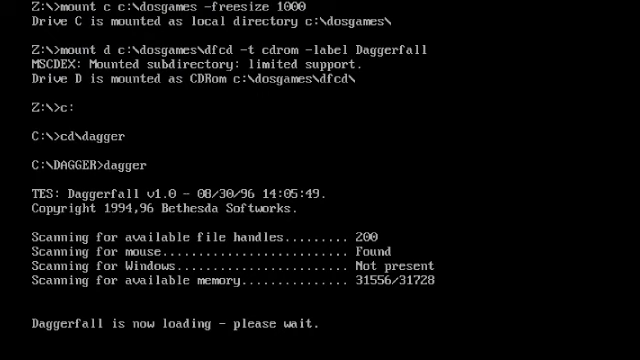 Z:\>mount c c:\dosgames -freesize 1000
Drive C is mounted as local directory c:\dosgames\
Z:\>mount d c:\dosgames\dfcd -t cdrom -label Daggerfall
MSCDEX: Mounted subdirectory: limited support.
Drive D is mounted as CDRom c:\dosgames\dfcd\
Z:\>c:
C:\>cd\dagger
C:\DAGGER>dagger
TES: Daggerfall v1.0 - 08/30/96 14:05:49.
Copyright 1994,96 Bethesda Softworks.
Scanning for available file handles......... 200
Scanning for mouse.......................... Found
Scanning for Windows........................ Not present
Scanning for available memory............... 31556/31728
Daggerfall is now loading - please wait.